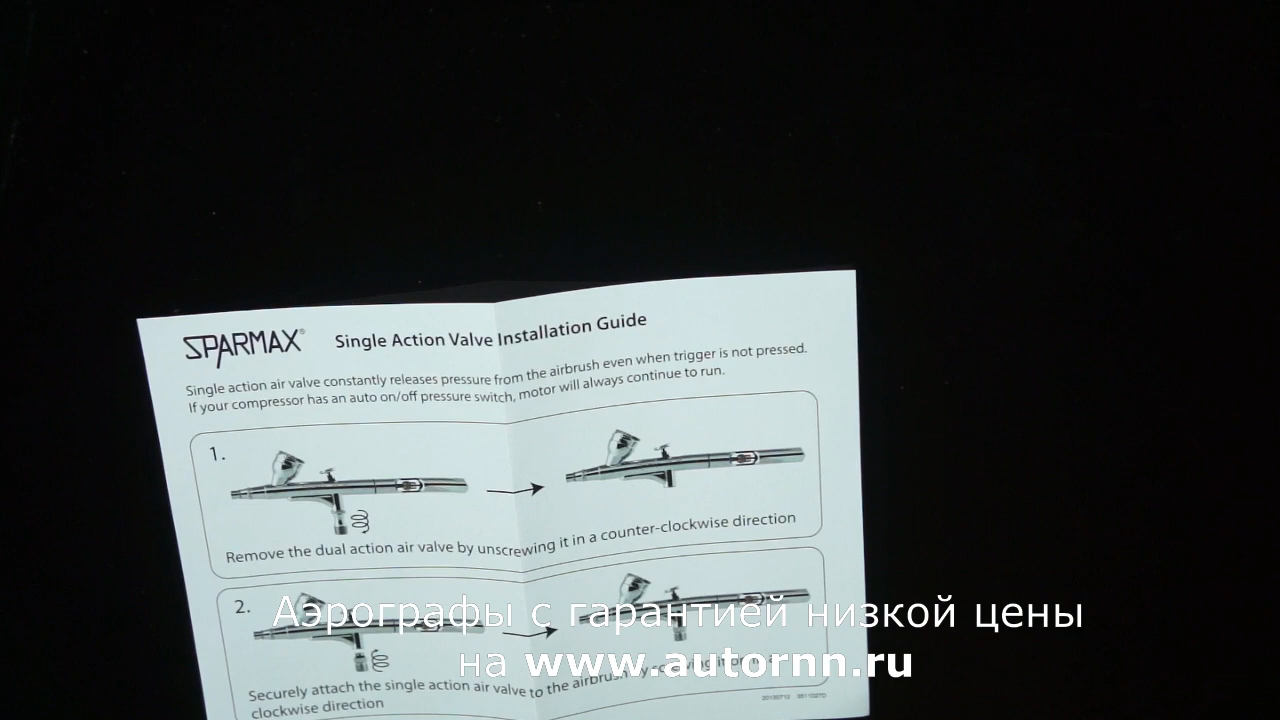 SPARMAX®
Single Action Valve Installation Guide
Single action air valve constantly releases pressure from the airbrush even when trigger is not pressed.
If your compressor has an auto on/off pressure switch, motor will always continue to run.
1.
Remove the dual action air valve by unscrewing it in a counter-clockwise direction
2.
Securely attach the single action air valve to the airbrush by screwing it
clockwise direction
Аэрографы с гарантией низкой цены
на www.autornn.ru